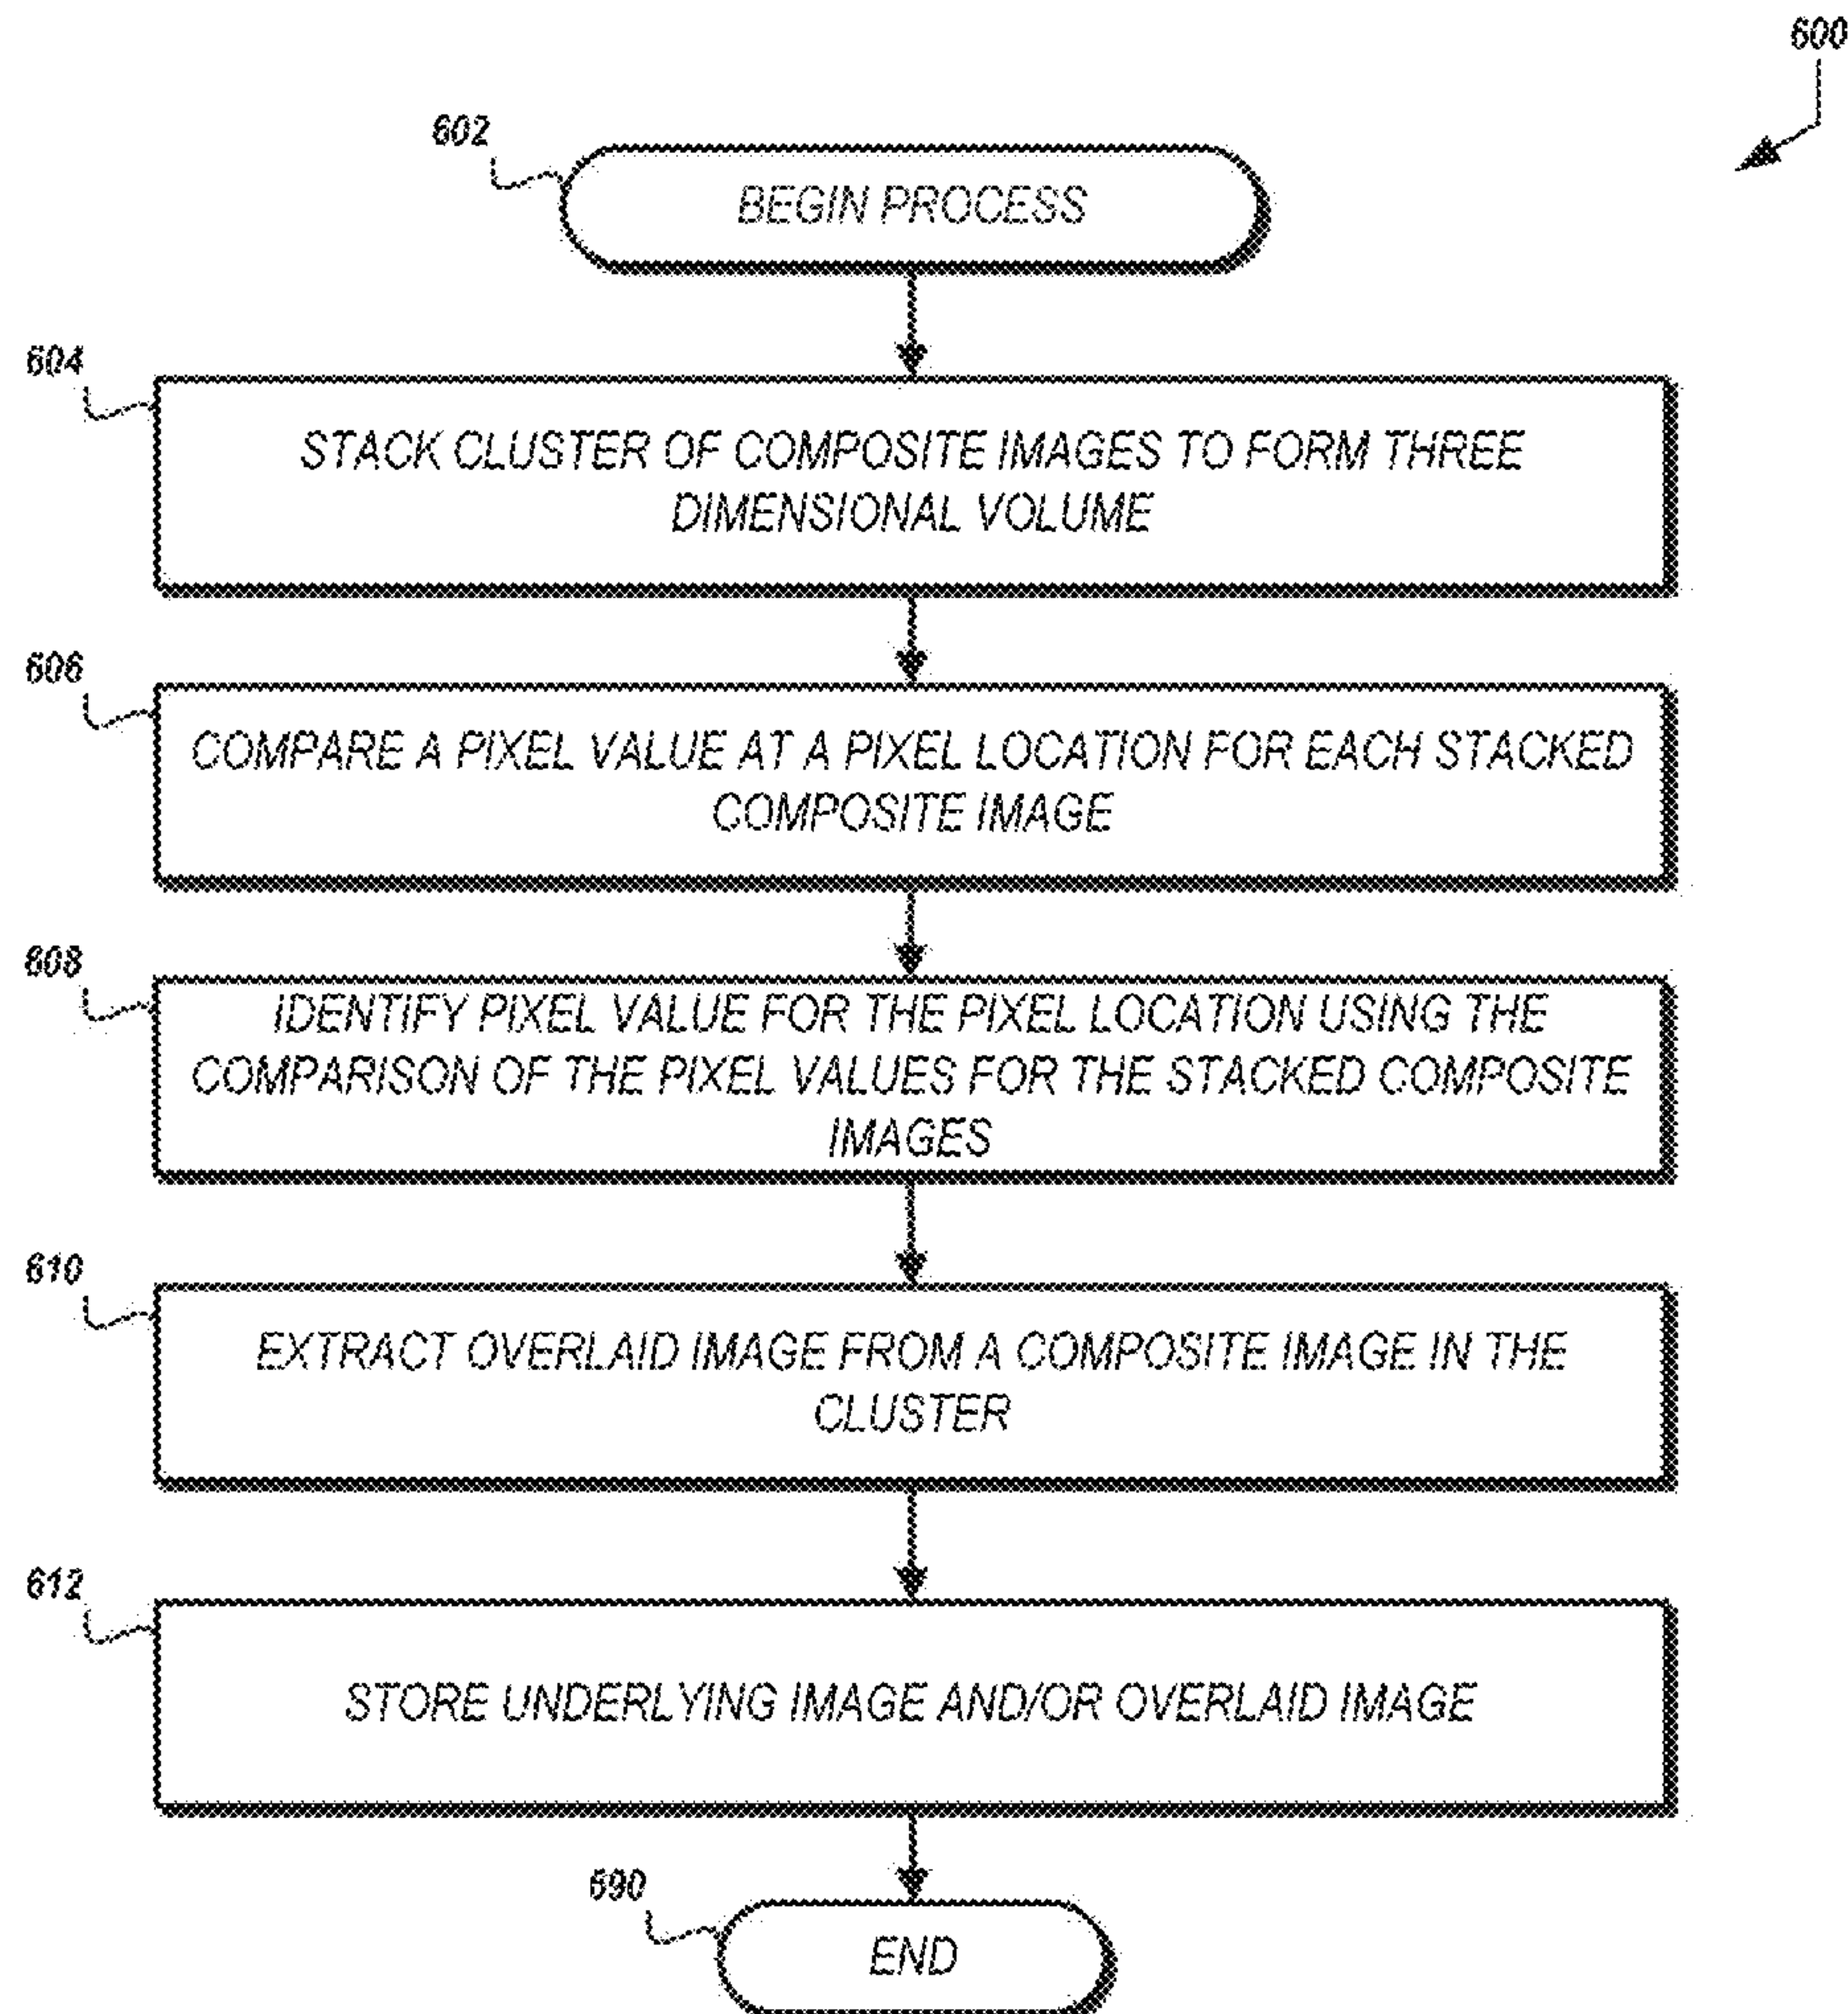 600
602
BEGIN PROCESS
604
STACK CLUSTER OF COMPOSITE IMAGES TO FORM THREE
DIMENSIONAL VOLUME
606
COMPARE A PIXEL VALUE AT A PIXEL LOCATION FOR EACH STACKED
COMPOSITE IMAGE
608
IDENTIFY PIXEL VALUE FOR THE PIXEL LOCATION USING THE
COMPARISON OF THE PIXEL VALUES FOR THE STACKED COMPOSITE
IMAGES
610
EXTRACT OVERLAID IMAGE FROM A COMPOSITE IMAGE IN THE
CLUSTER
612
STORE UNDERLYING IMAGE AND/OR OVERLAID IMAGE
690
END